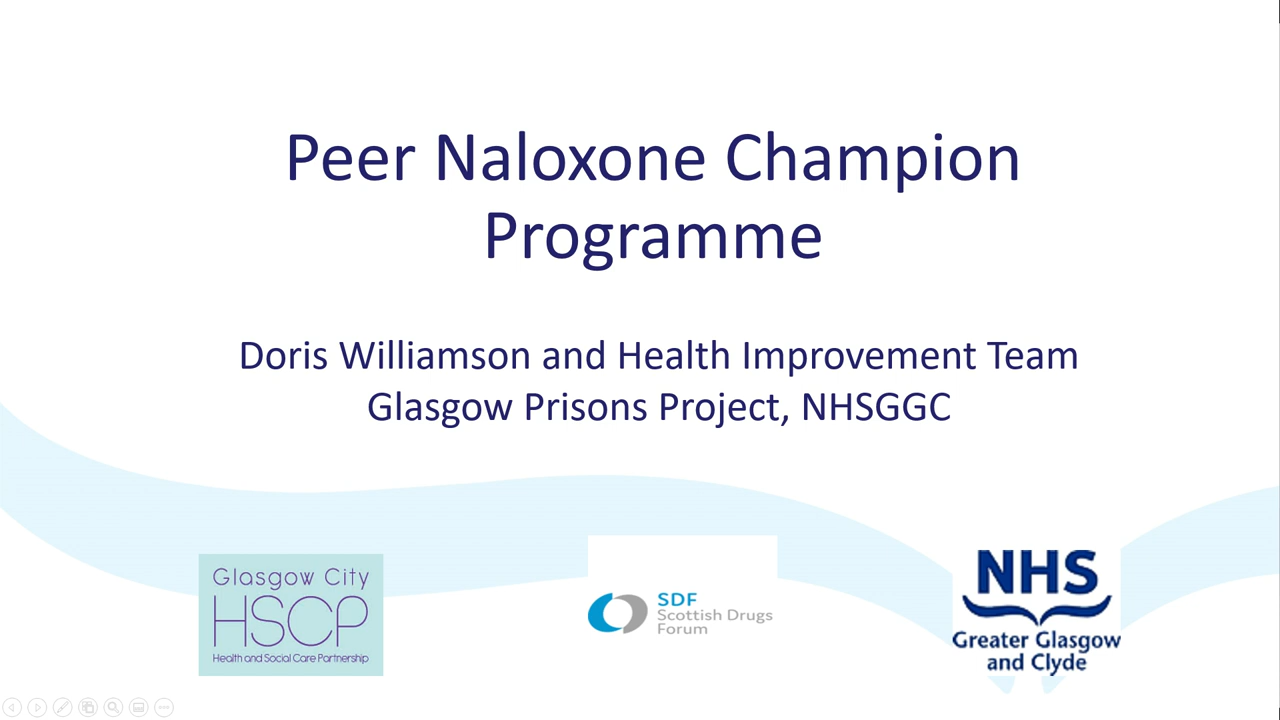 Peer Naloxone Champion
Programme
Doris Williamson and Health Improvement Team
Glasgow Prisons Project, NHSGGC
Glasgow City
HSCP
Health and Social Care Partnership
SDF
Scottish Drugs
Forum
NHS
Greater Glasgow
and Clyde